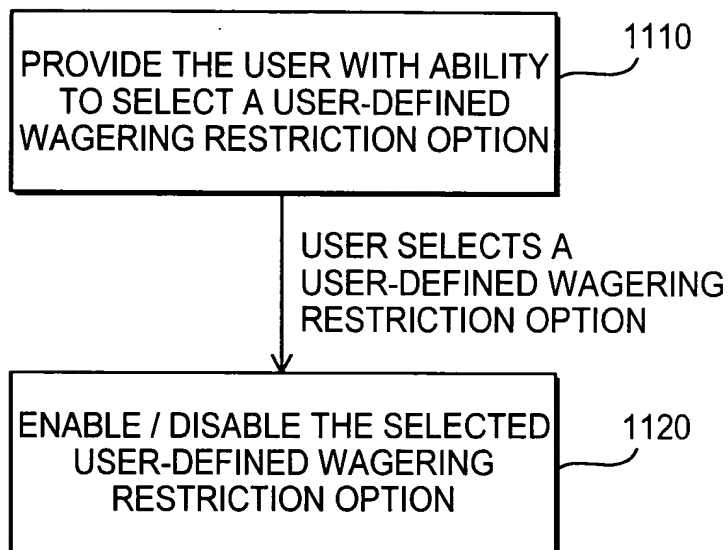 1110
PROVIDE THE USER WITH ABILITY
TO SELECT A USER-DEFINED
WAGERING RESTRICTION OPTION
USER SELECTS A
USER-DEFINED WAGERING
RESTRICTION OPTION
ENABLE / DISABLE THE SELECTED
USER-DEFINED WAGERING
RESTRICTION OPTION
1120